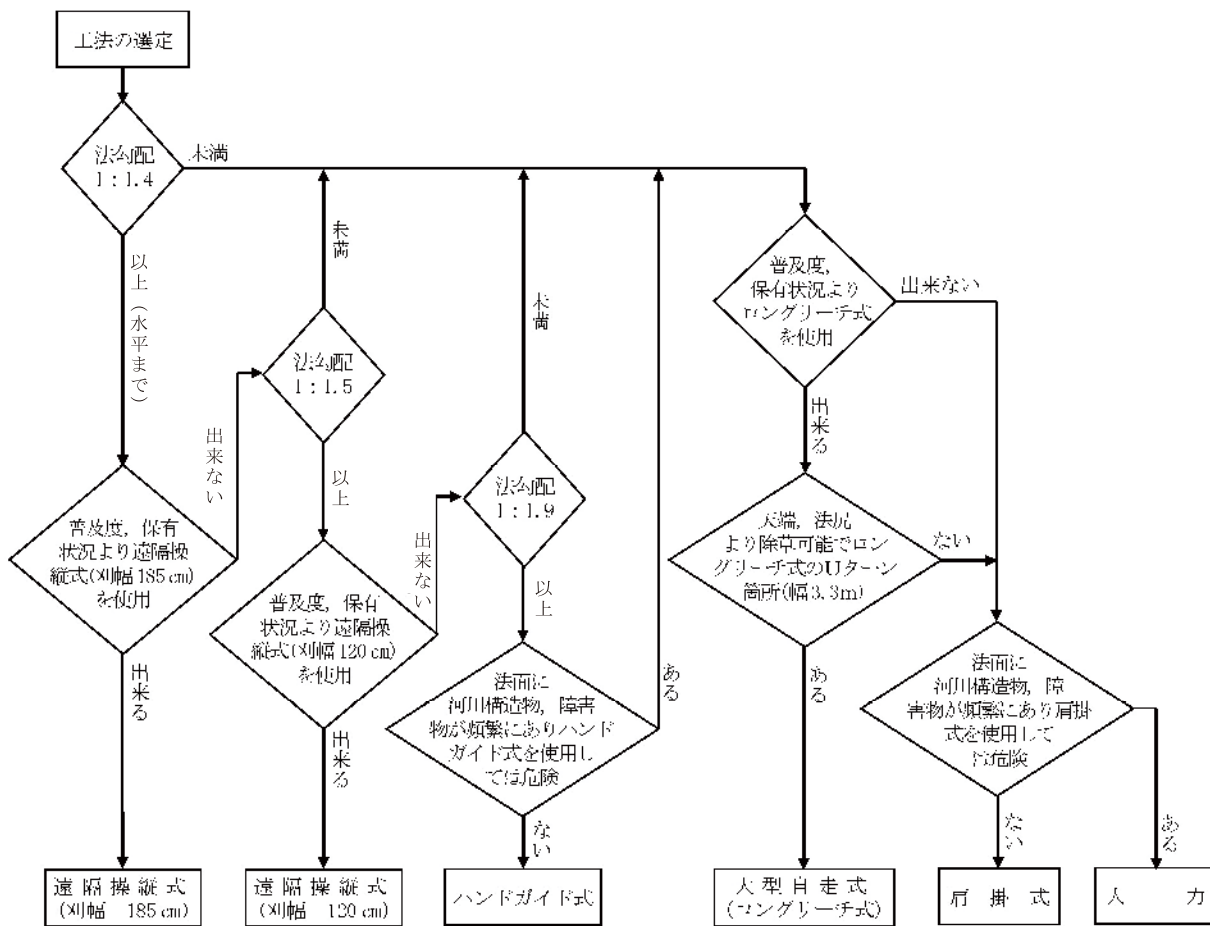 工法の選定
法勾配
1：1.4
未満
以上（水平まで）
普及度，保有
状況より遠隔操
縦式(刈幅185cm)
を使用
出来ない
出来る
法勾配
1：1.5
未満
以上
普及度，保有
状況より遠隔操
縦式(刈幅120cm)
を使用
出来ない
出来る
法勾配
1：1.9
未満
以上
法面に
河川構造物，障害
物が頻繁にありハンド
ガイド式を使用し
ては危険
ある
ない
普及度，
保有状況より
ロングリーチ式
を使用
出来ない
出来る
天端，法尻
より除草可能でロン
グリーチ式のUターン
箇所(幅3.3m)
ない
ある
法面に
河川構造物，障
害物が頻繁にあり肩掛
式を使用して
は危険
ない
ある
遠隔操縦式
(刈幅　185cm)
遠隔操縦式
(刈幅　120cm)
ハンドガイド式
大型自走式
(ロングリーチ式)
肩掛式
人力